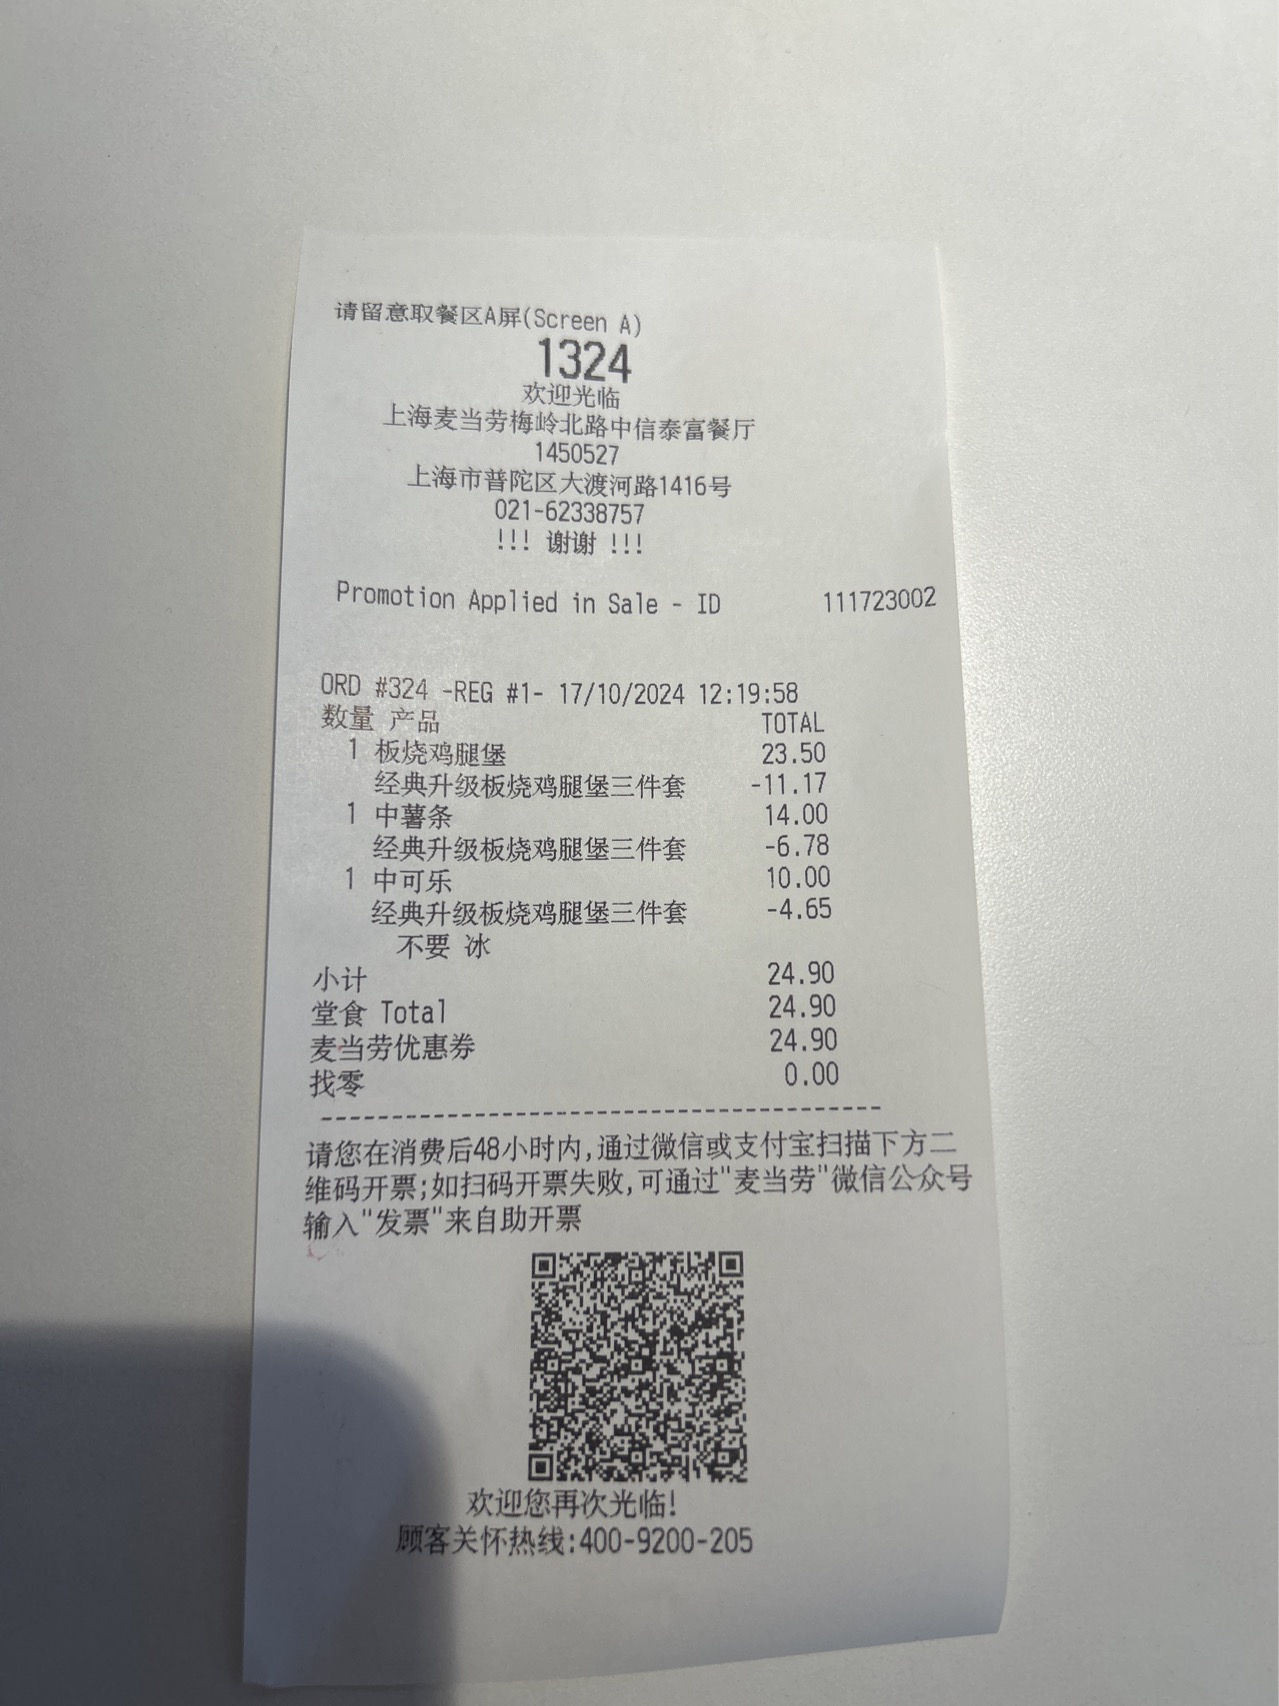 请留意取餐区A屏(Screen A)
1324
欢迎光临
上海麦当劳梅岭北路中信泰富餐厅
1450527
上海市普陀区大渡河路1416号
021-62338757
!!! 谢谢 !!!
Promotion Applied in Sale - ID 111723002
ORD #324 -REG #1- 17/10/2024 12:19:58
数量 产品 TOTAL
1 板烧鸡腿堡 23.50
经典升级板烧鸡腿堡三件套 -11.17
1 中薯条 14.00
经典升级板烧鸡腿堡三件套 -6.78
1 中可乐 10.00
经典升级板烧鸡腿堡三件套 -4.65
不要 冰
小计 24.90
堂食 Total 24.90
麦当劳优惠券 24.90
找零 0.00
----------------------------------------
请您在消费后48小时内,通过微信或支付宝扫描下方二
维码开票;如扫码开票失败,可通过"麦当劳"微信公众号
输入"发票"来自助开票
欢迎您再次光临!
顾客关怀热线:400-9200-205